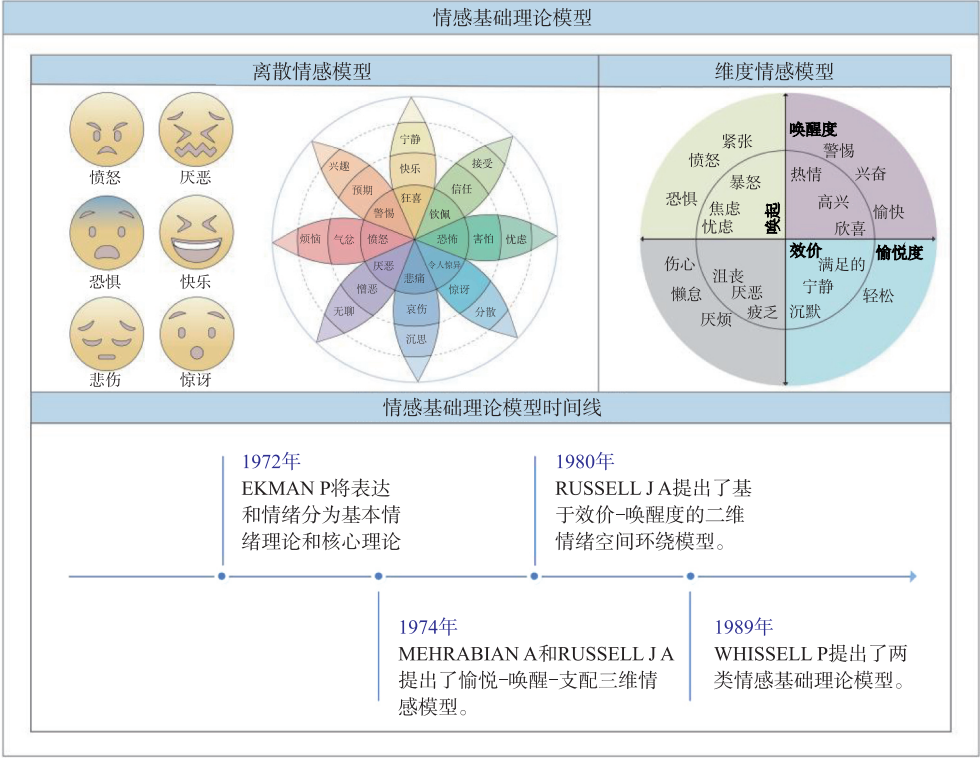 情感基础理论模型
离散情感模型
维度情感模型
愤怒
厌恶
恐惧
快乐
悲伤
惊讶
宁静
快乐
狂喜
接受
信任
钦佩
忧虑
害怕
恐怖
分散
惊讶
令人惊异
沉思
哀伤
悲痛
无聊
憎恶
厌恶
烦恼
气忿
愤怒
兴趣
预期
警惕
唤醒度
紧张
愤怒
暴怒
恐惧
焦虑
忧虑
唤起
警惕
热情
兴奋
高兴
愉快
欣喜
效价
愉悦度
伤心
沮丧
懒怠
厌恶
厌烦
疲乏
满足的
宁静
轻松
沉默
情感基础理论模型时间线
1972年
EKMAN P将表达
和情绪分为基本情
绪理论和核心理论
1974年
MEHRABIAN A和RUSSELL J A
提出了愉悦-唤醒-支配三维情
感模型。
1980年
RUSSELL J A提出了基
于效价-唤醒度的二维
情绪空间环绕模型。
1989年
WHISSELL P提出了两
类情感基础理论模型。